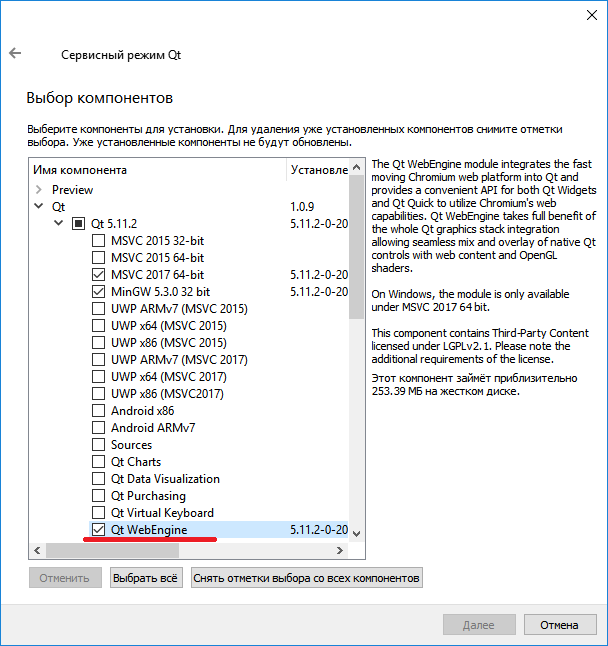 Сервисный режим Qt
Выбор компонентов
Выберите компоненты для установки. Для удаления уже установленных компонентов снимите отметки
выбора. Уже установленные компоненты не будут обновлены.
Имя компонента Установле
Preview
Qt 1.0.9
Qt 5.11.2 5.11.2-0-20
MSVC 2015 32-bit
MSVC 2015 64-bit
MSVC 2017 64-bit 5.11.2-0-20
MinGW 5.3.0 32 bit 5.11.2-0-20
UWP ARMv7 (MSVC 2015)
UWP x64 (MSVC 2015)
UWP x86 (MSVC 2015)
UWP ARMv7 (MSVC 2017)
UWP x64 (MSVC 2017)
UWP x86 (MSVC2017)
Android x86
Android ARMv7
Sources
Qt Charts
Qt Data Visualization
Qt Purchasing
Qt Virtual Keyboard
Qt WebEngine 5.11.2-0-20
The Qt WebEngine module integrates the fast
moving Chromium web platform into Qt and
provides a convenient API for both Qt Widgets
and Qt Quick to utilize Chromium's web
capabilities. Qt WebEngine takes full benefit of
the whole Qt graphics stack integration
allowing seamless mix and overlay of native Qt
controls with web content and OpenGL
shaders.
On Windows, the module is only available
under MSVC 2017 64 bit.
This component contains Third-Party Content
licensed under LGPLv2.1. Please note the
additional requirements of the license.
Этот компонент займёт приблизительно
253.39 МБ на жестком диске.
Отменить Выбрать всё Снять отметки выбора со всех компонентов
Далее Отмена